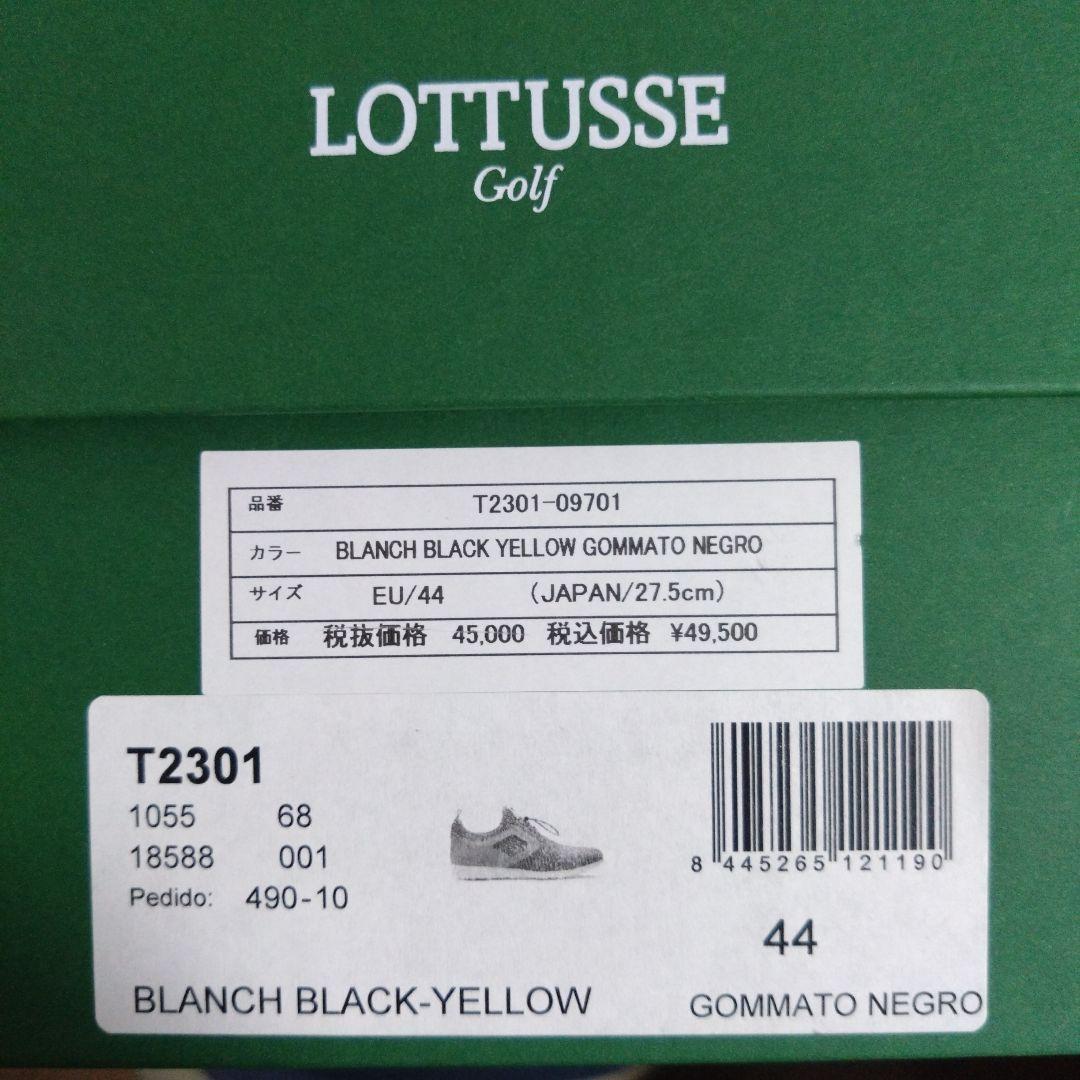 LOTTUSSE
Golf
品番 T2301-09701
カラー BLANCH BLACK YELLOW GOMMATO NEGRO
サイズ EU/44 (JAPAN/27.5cm)
価格 税抜価格 45,000 税込価格 ¥49,500
T2301
1055 68
18588 001
Pedido: 490-10
8 445265 121190
44
BLANCH BLACK-YELLOW GOMMATO NEGRO